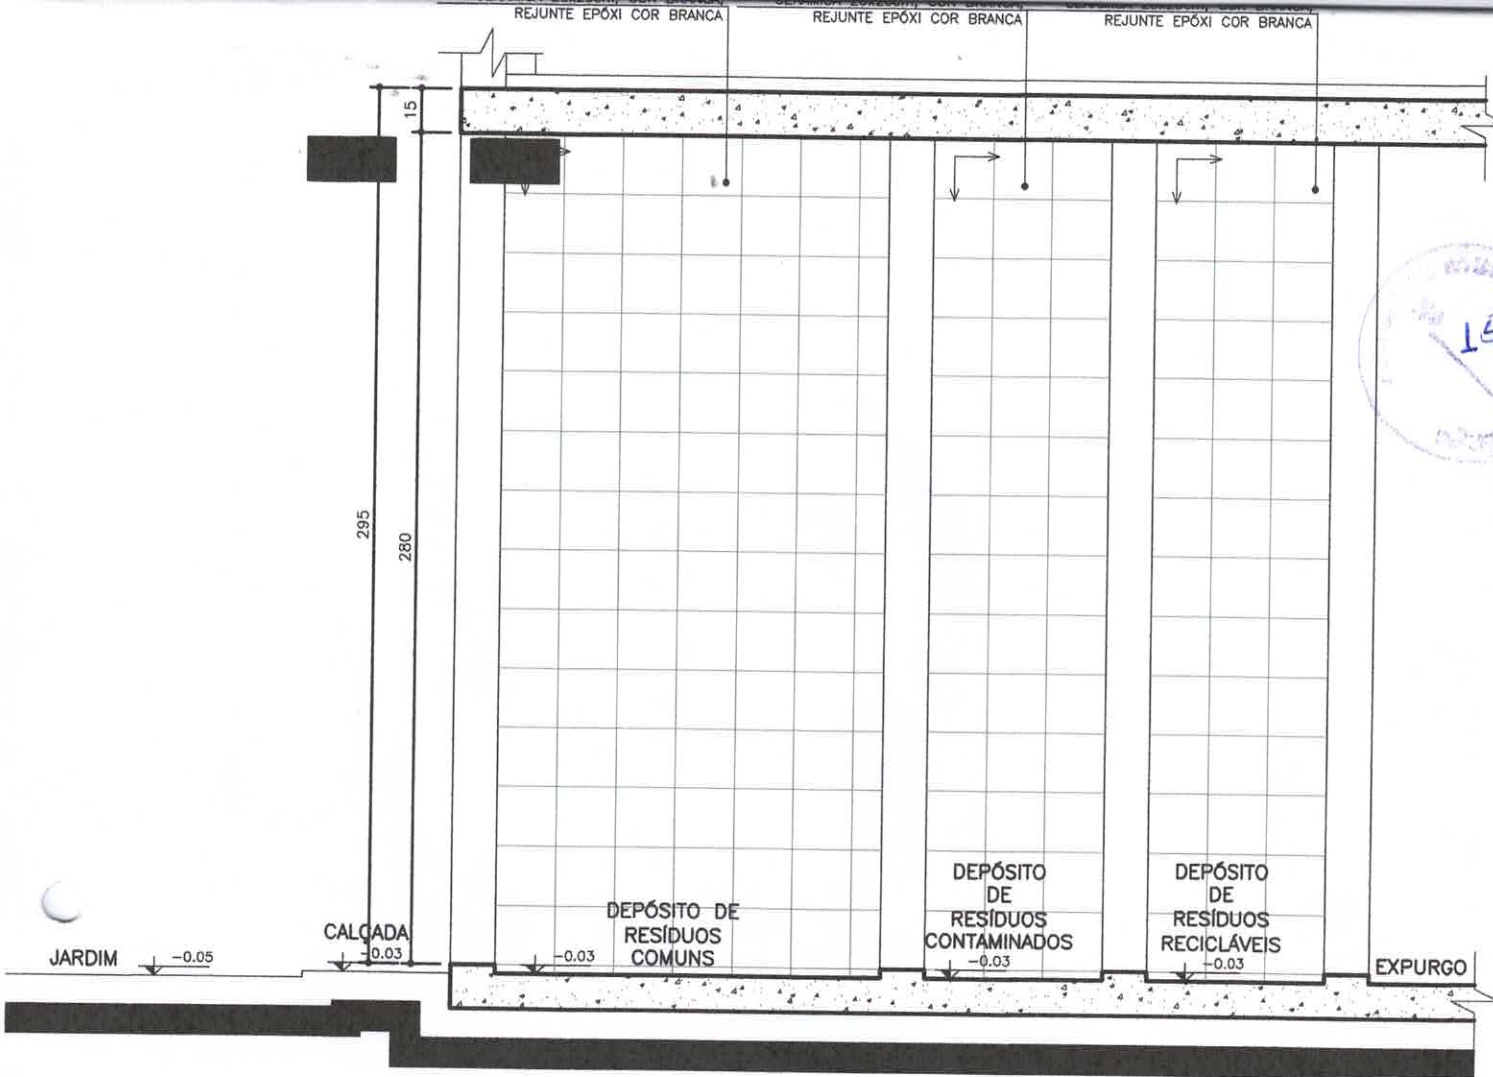 REJUNTE EPÓXI COR BRANCA
REJUNTE EPÓXI COR BRANCA
REJUNTE EPÓXI COR BRANCA
15
295
280
JARDIM
-0.05
CALÇADA
-0.03
DEPÓSITO DE
RESÍDUOS
COMUNS
-0.03
DEPÓSITO
DE
RESÍDUOS
CONTAMINADOS
-0.03
DEPÓSITO
DE
RESÍDUOS
RECICLÁVEIS
-0.03
EXPURGO